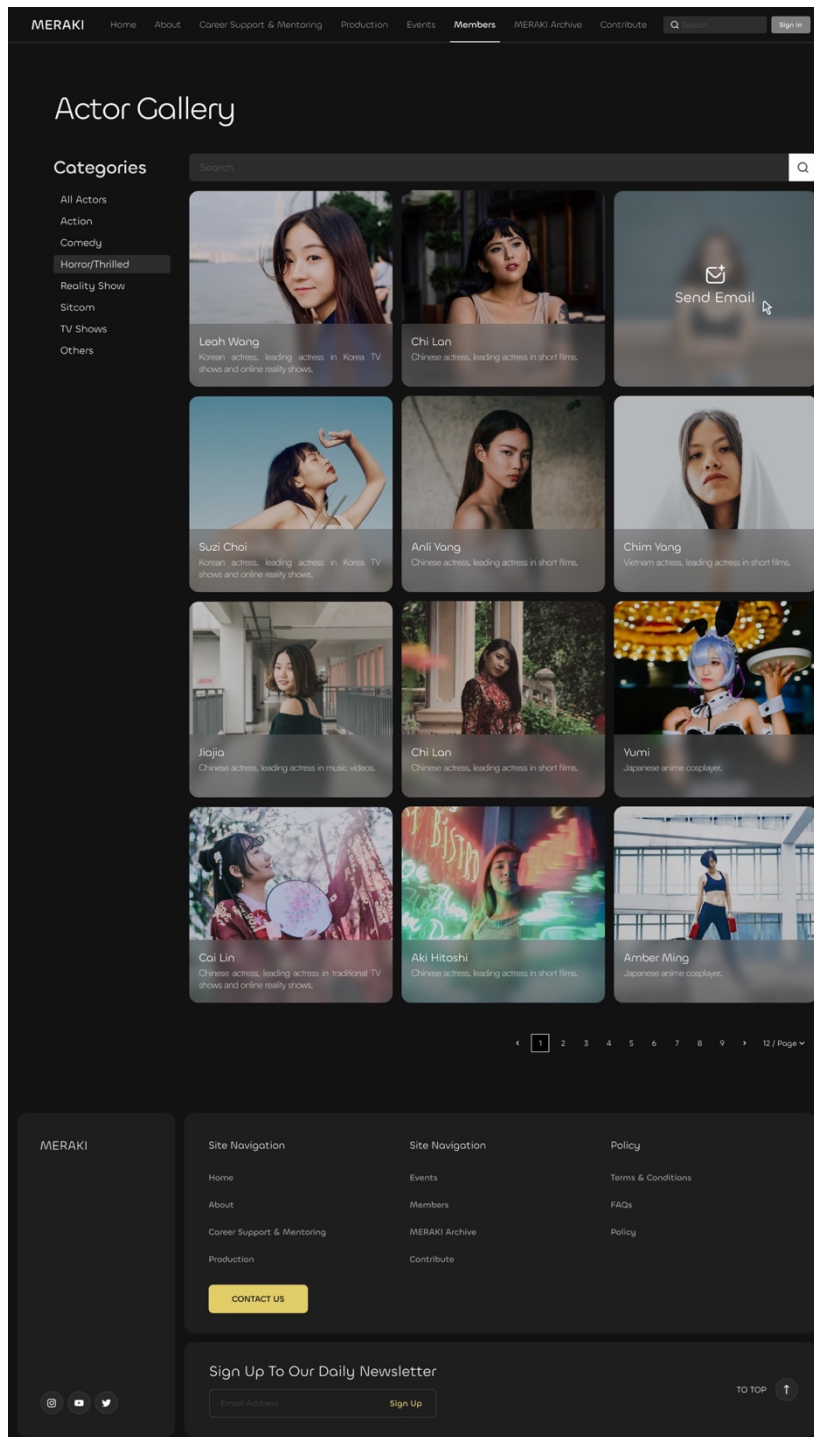 MERAKI Home About Career Support & Mentoring Production Events Members MERAKI Archive Contribute Search Sign in
Actor Gallery
Categories
Search
All Actors
Action
Comedy
Horror/Thrilled
Reality Show
Sitcom
TV Shows
Others
Send Email
Leah Wang
Korean actress, leading actress in Korea TV
shows and online reality shows.
Chi Lan
Chinese actress, leading actress in short films.
Suzi Choi
Korean actress, leading actress in Korea TV
shows and online reality shows.
Anli Yang
Chinese actress, leading actress in short films.
Chim Yang
Vietnam actress, leading actress in short films.
Jiajia
Chinese actress, leading actress in music videos.
Chi Lan
Chinese actress, leading actress in short films.
Yumi
Japanese anime cosplayer.
BISTRO
Cai Lin
Chinese actress, leading actress in traditional TV
shows and online reality shows.
Aki Hitoshi
Chinese actress, leading actress in short films.
Amber Ming
Japanese anime cosplayer.
1 2 3 4 5 6 7 8 9 12 / Page
MERAKI
Site Navigation
Home
About
Career Support & Mentoring
Production
CONTACT US
Site Navigation
Events
Members
MERAKI Archive
Contribute
Policy
Terms & Conditions
FAQs
Policy
Sign Up To Our Daily Newsletter
Email Address Sign Up
TO TOP